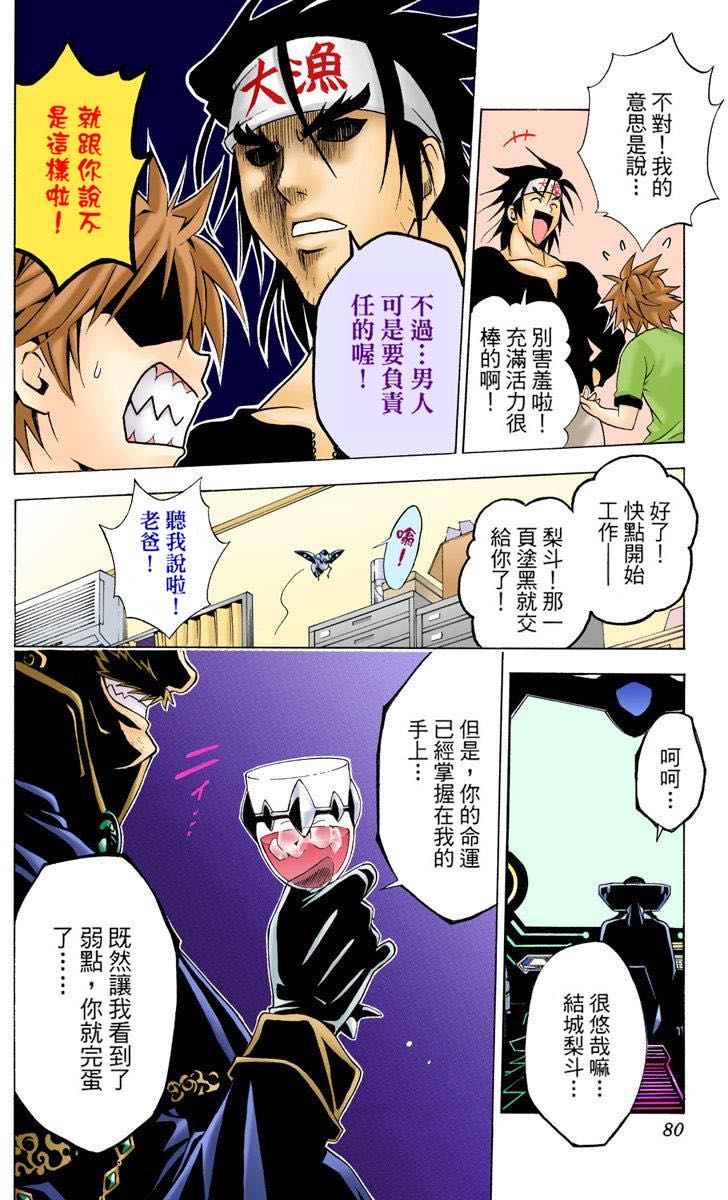 不對！我的
意思是說…
大漁
別害羞啦！
充滿活力很
棒的啊！
大漁
不過…男人
可是要負責
任的喔！
就跟你說不
是這樣啦！
好了！
快點開始
工作——
梨斗！那一
頁塗黑就交
給你了！
嗡！
聽我說啦！
老爸！
呵呵…
很悠哉嘛…
結城梨斗…
但是，你的命運
已經掌握在我的
手上…
既然讓我看到了
弱點，你就完蛋
了……
80